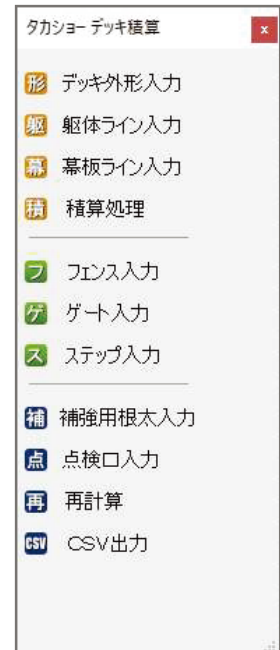 タカショー デッキ積算 x
形 デッキ外形入力
躯 躯体ライン入力
幕 幕板ライン入力
積 積算処理
フ フェンス入力
ゲ ゲート入力
ス ステップ入力
補 補強用根太入力
点 点検口入力
再 再計算
CSV CSV出力